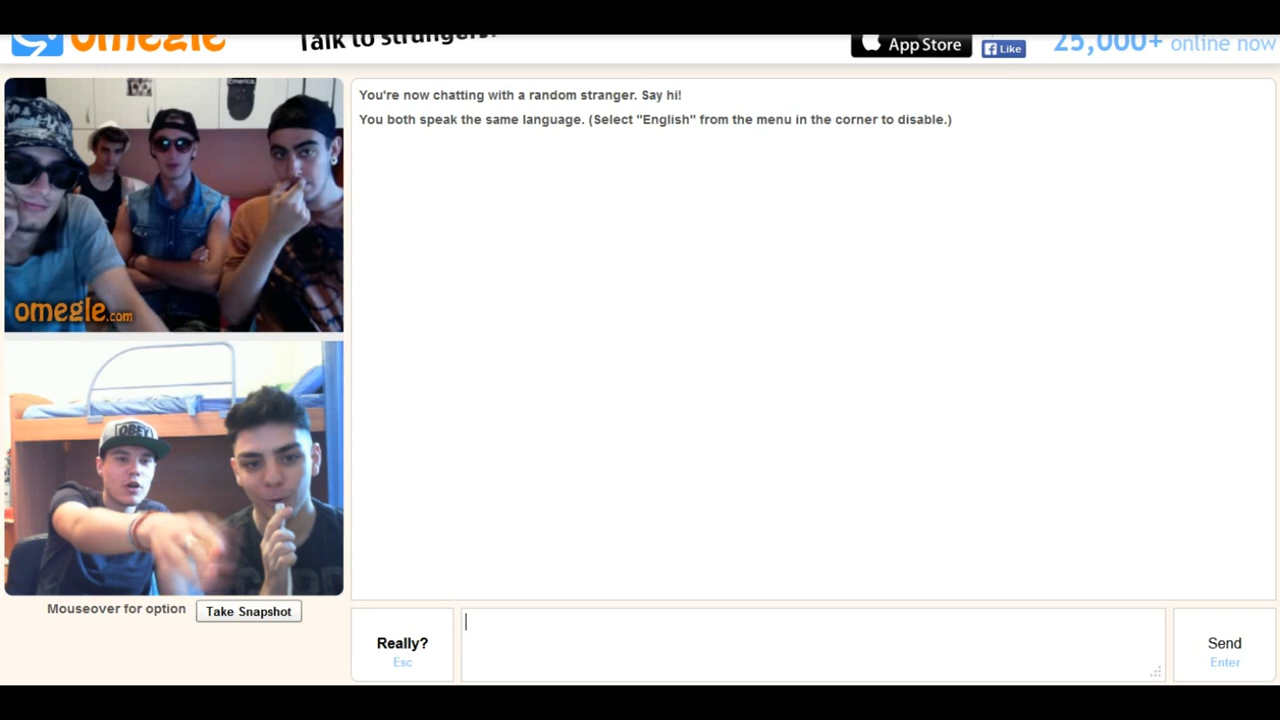 omegle
Talk to strangers!
App Store
Like
25,000+ online now
You're now chatting with a random stranger. Say hi!
You both speak the same language. (Select "English" from the menu in the corner to disable.)
omegle.com
OBEY
Mouseover for option
Take Snapshot
Really?
Esc
Send
Enter